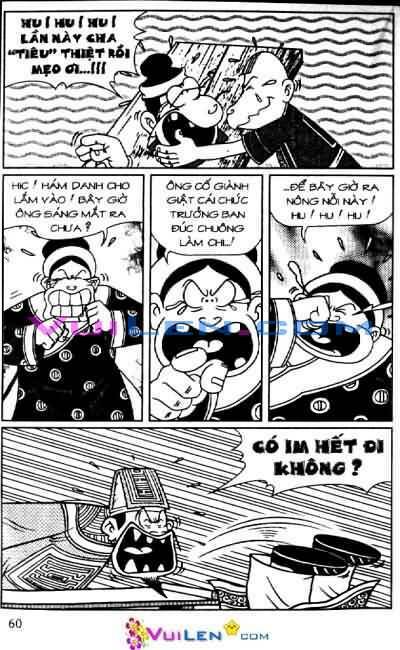 HU! HU! HU!
LẦN NÀY CHA
"TIÊU" THIỆT RỒI
MẸO ƠI...!!!
HIC! HÁM DANH CHO
LẮM VÀO! BÂY GIỜ
ÔNG SÁNG MẮT RA
CHƯA?
ÔNG CỐ GIÀNH
GIẬT CÁI CHỨC
TRƯỞNG BAN
ĐÚC CHUÔNG
LÀM CHI..!
..ĐỂ BÂY GIỜ RA
NÔNG NỖI NÀY!
HU! HU! HU!
VUILEN.COM
CÓ IM HẾT ĐI
KHÔNG?
60
VUILEN.COM